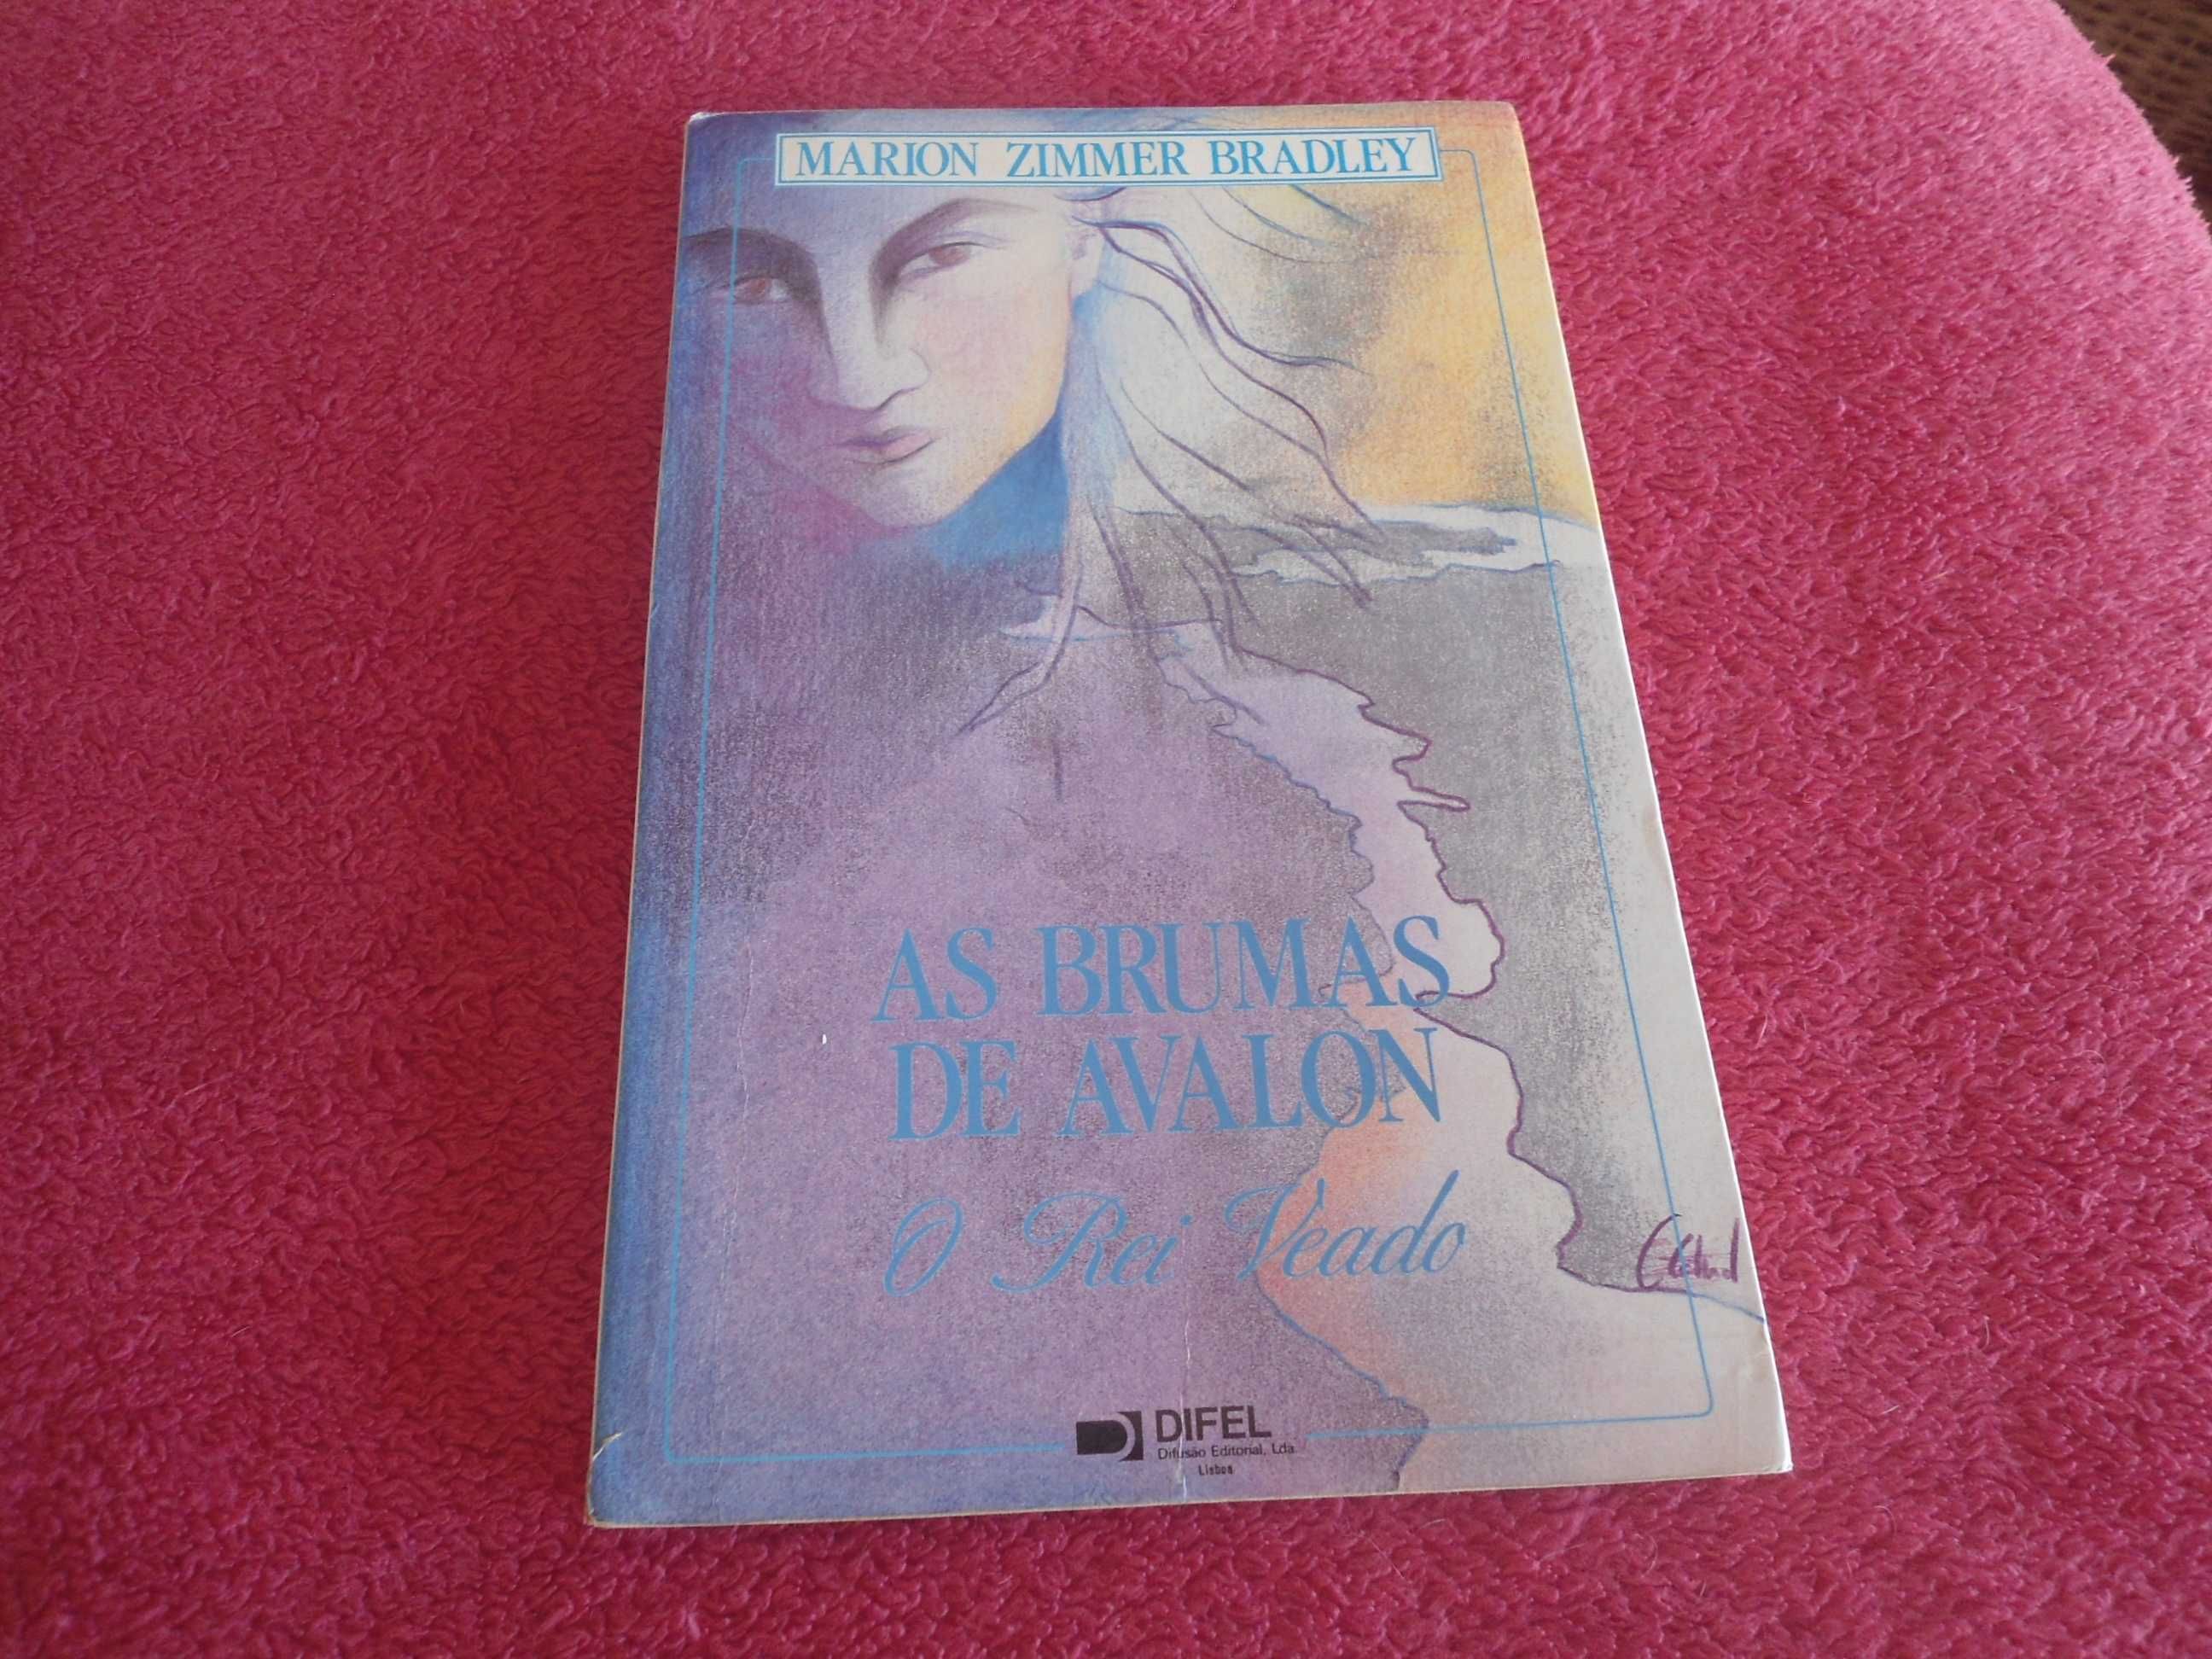 MARION ZIMMER BRADLEY
AS BRUMAS
DE AVALON
O Rei Veado
DIFEL
Difusão Editorial, Lda.
Lisboa